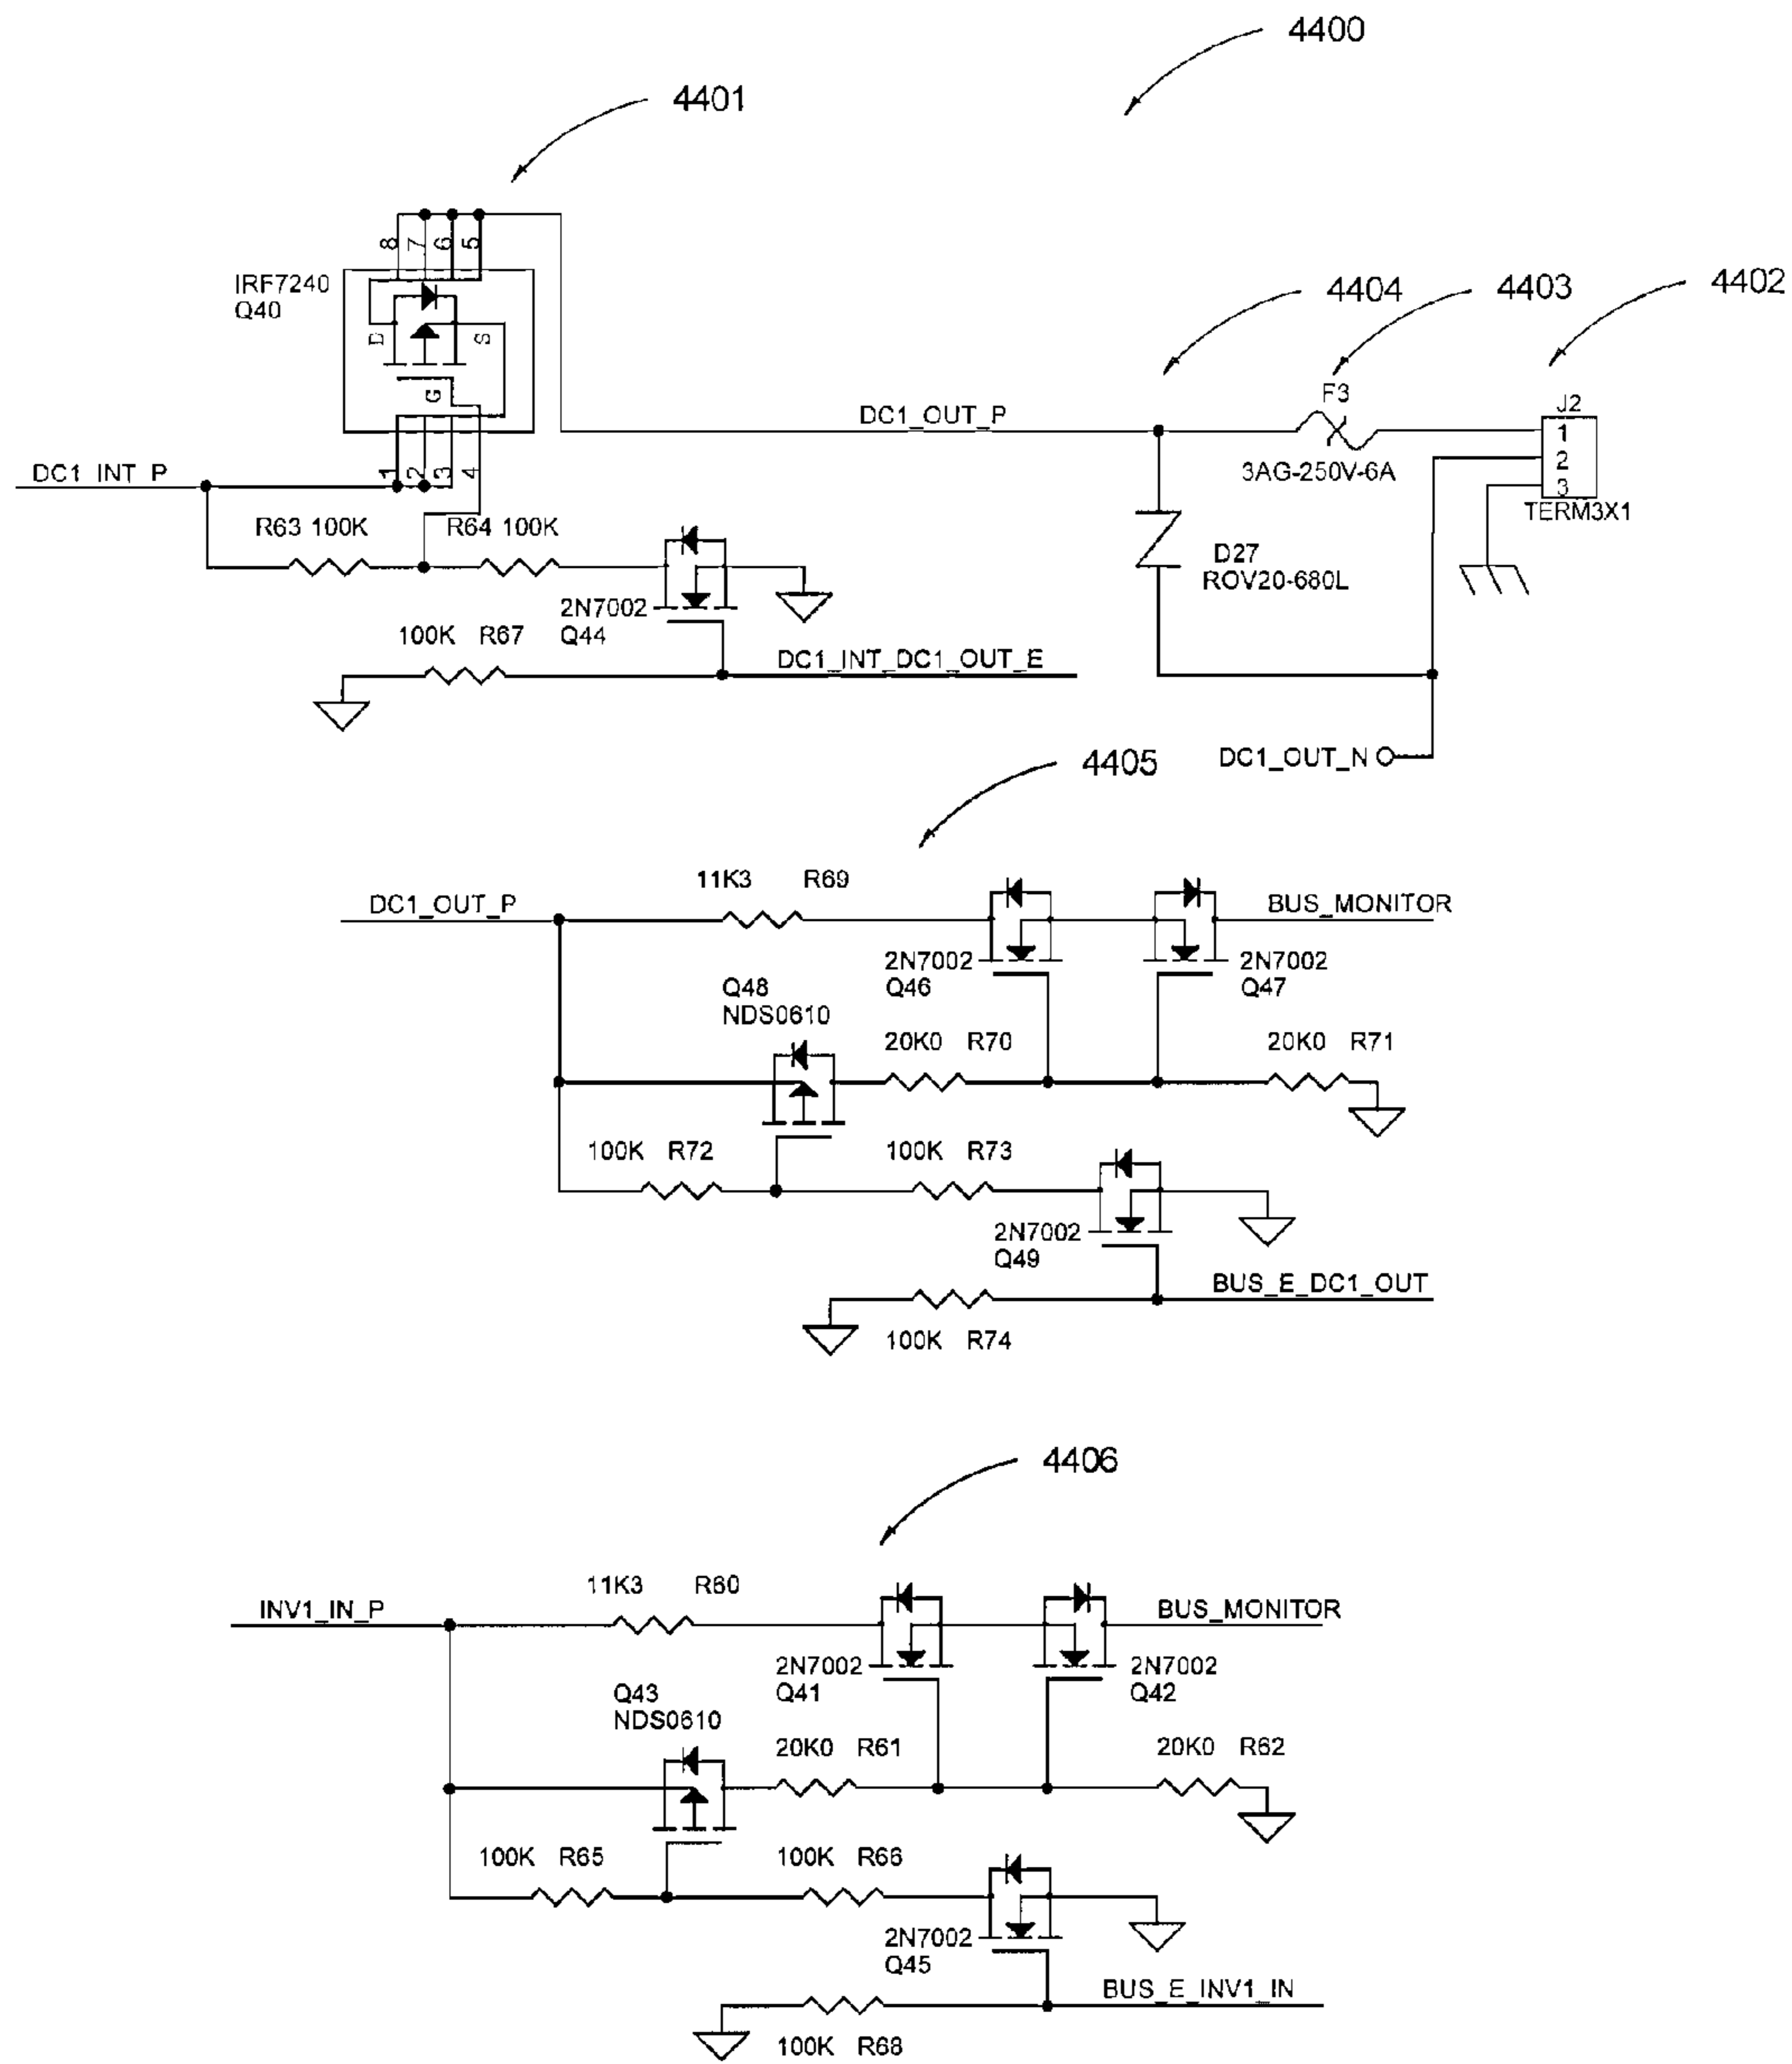 4400
4401
8 7 6 5
IRF7240
Q40
D S
G
4404 4403 4402
F3
J2
DC1_OUT_P
1
2
3
3AG-250V-6A
TERM3X1
DC1_INT_P
1 2 3 4
R63 100K R64 100K
D27
ROV20-680L
2N7002
Q44
100K R67
DC1_INT_DC1_OUT_E
DC1_OUT_N
4405
11K3 R69
DC1_OUT_P
BUS_MONITOR
2N7002
Q46
2N7002
Q47
Q48
NDS0610
20K0 R70
20K0 R71
100K R72
100K R73
2N7002
Q49
BUS_E_DC1_OUT
100K R74
4406
11K3 R60
INV1_IN_P
BUS_MONITOR
2N7002
Q41
2N7002
Q42
Q43
NDS0610
20K0 R61
20K0 R62
100K R65
100K R66
2N7002
Q45
BUS_E_INV1_IN
100K R68